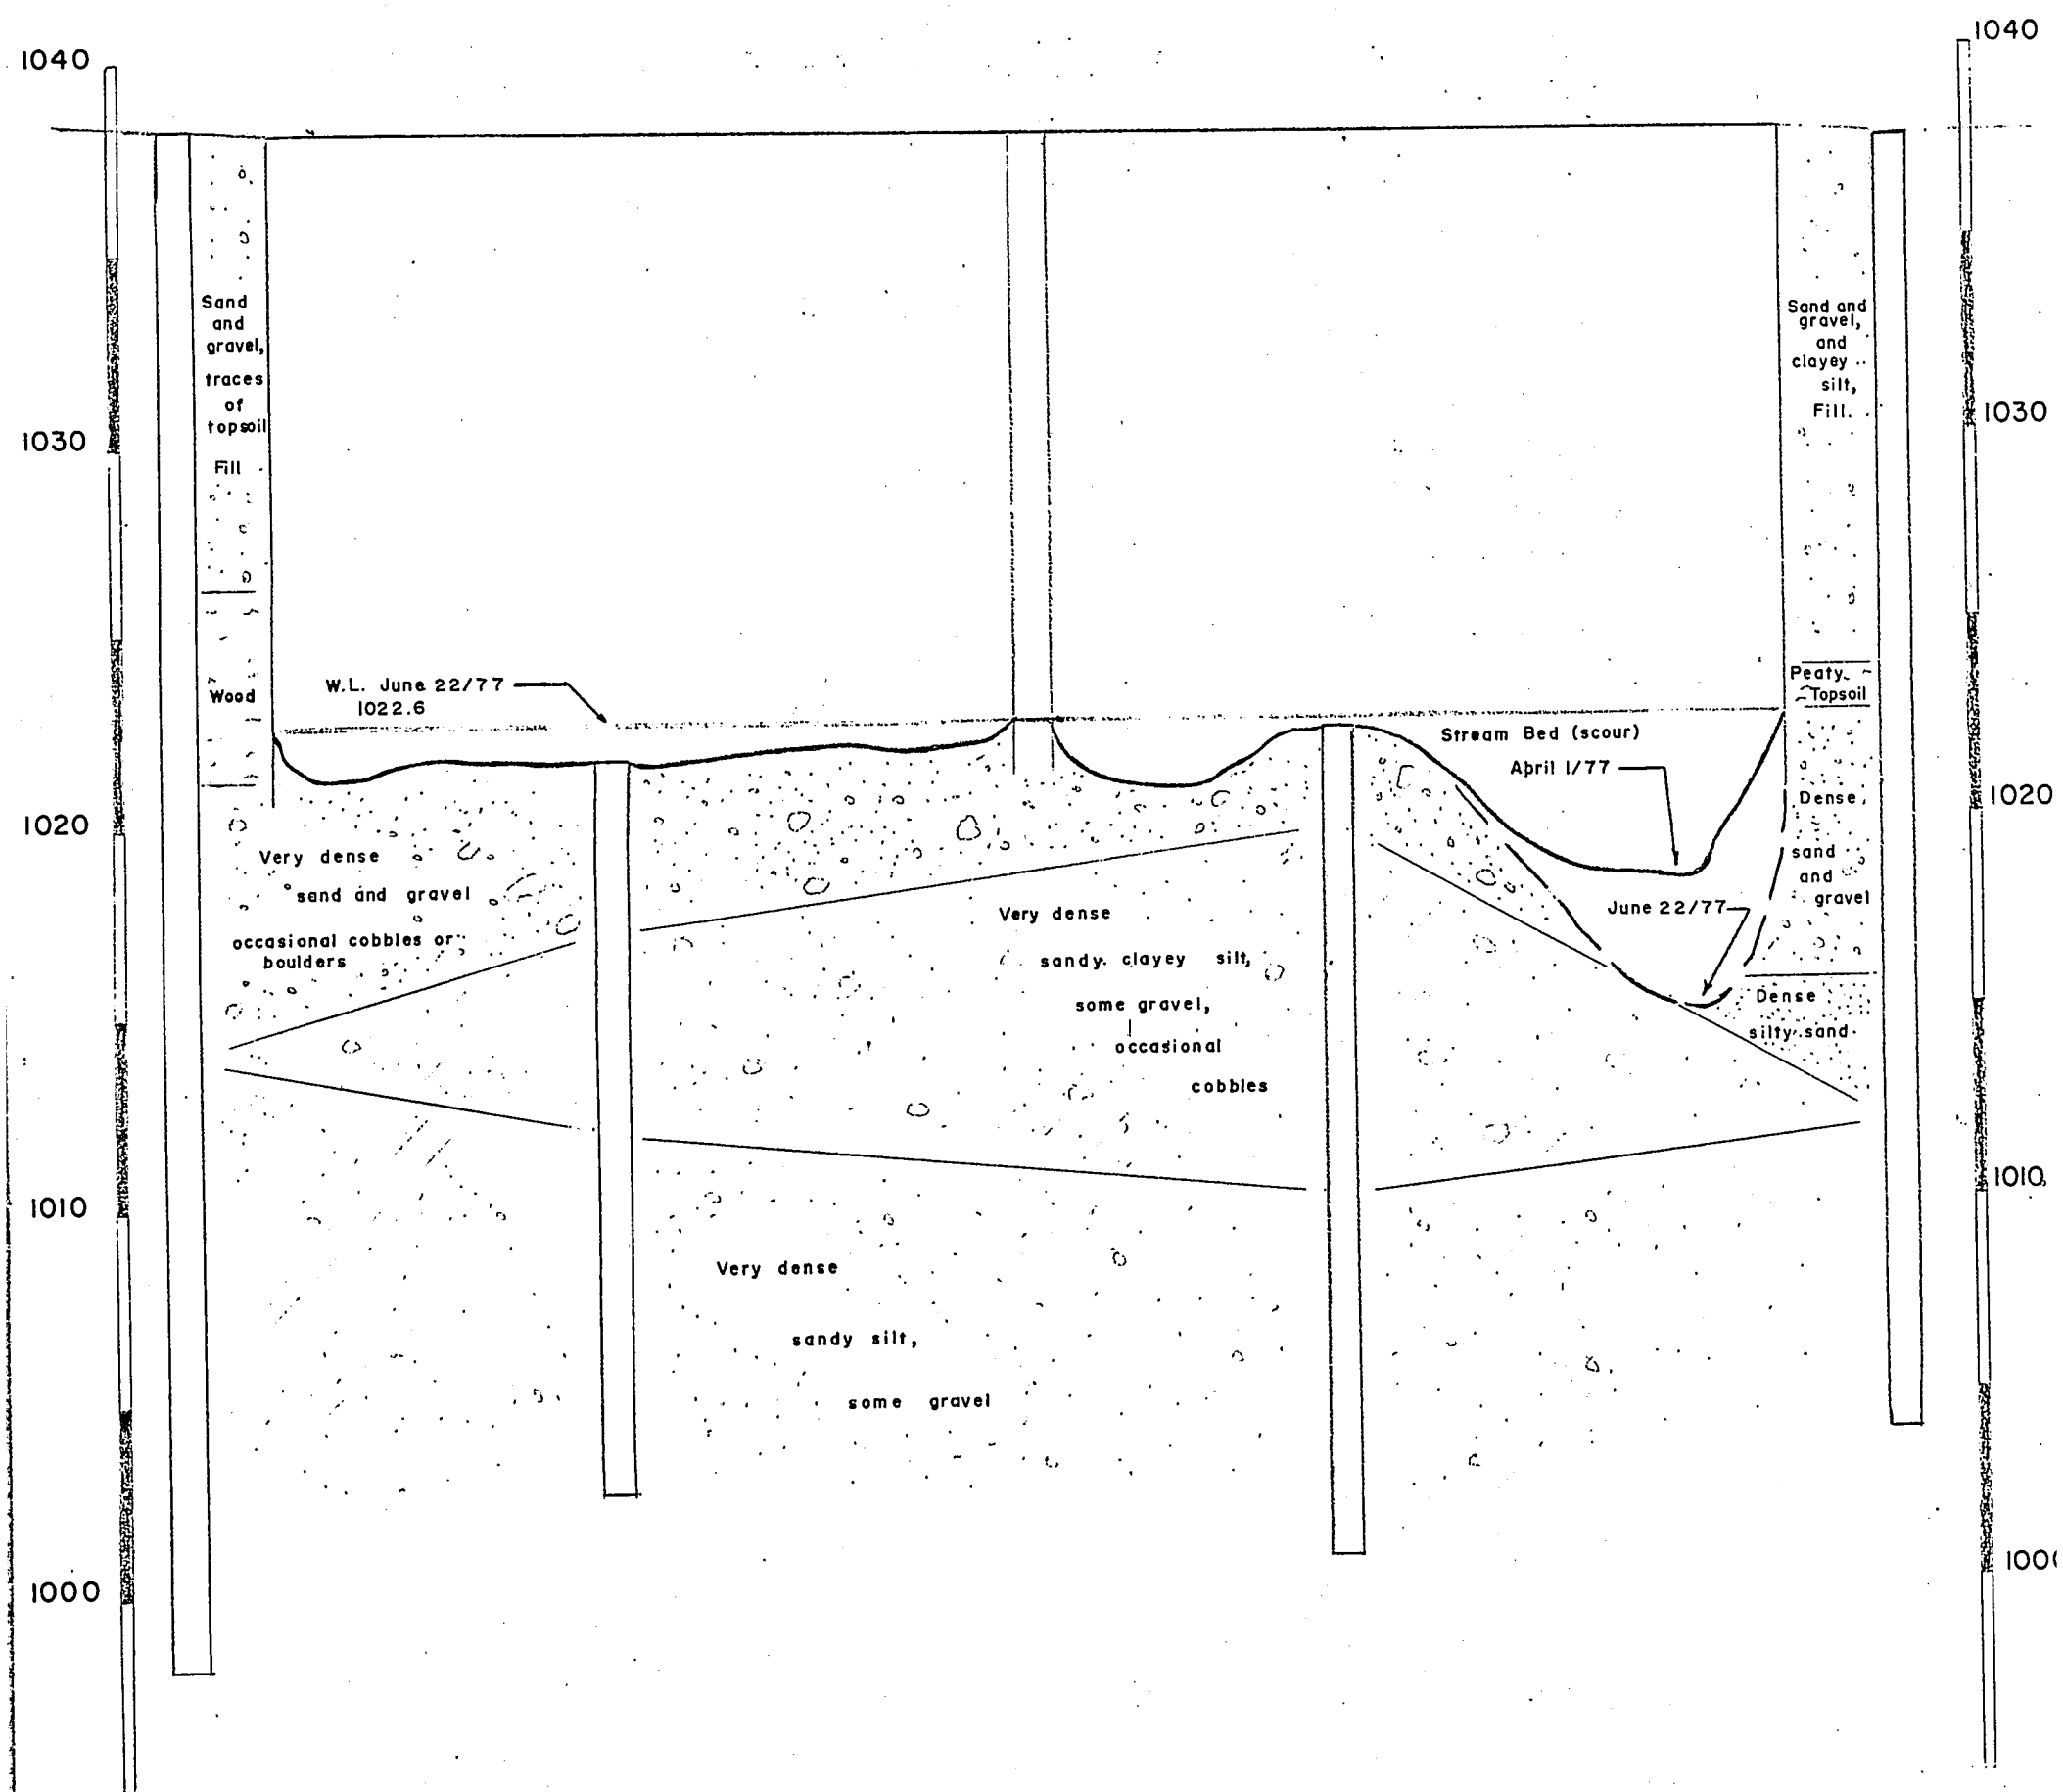 1040
1040
Sand
and
gravel,
traces
of
topsoil
Fill
Sand and
gravel,
and
clayey
silt,
Fill.
1030
1030
Wood
W.L. June 22/77
1022.6
Peaty
Topsoil
Stream Bed (scour)
April 1/77
1020
1020
Dense
sand
and
gravel
Very dense
sand and gravel
occasional cobbles or
boulders
Very dense
sandy clayey silt,
some gravel,
occasional
cobbles
June 22/77
Dense
silty sand
1010
1010
Very dense
sandy silt,
some gravel
1000
1000